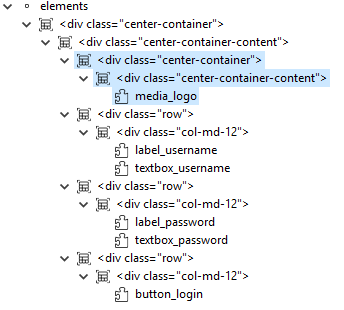 elements
<div class="center-container">
<div class="center-container-content">
<div class="center-container">
<div class="center-container-content">
media_logo
<div class="row">
<div class="col-md-12">
label_username
textbox_username
<div class="row">
<div class="col-md-12">
label_password
textbox_password
<div class="row">
<div class="col-md-12">
button_login